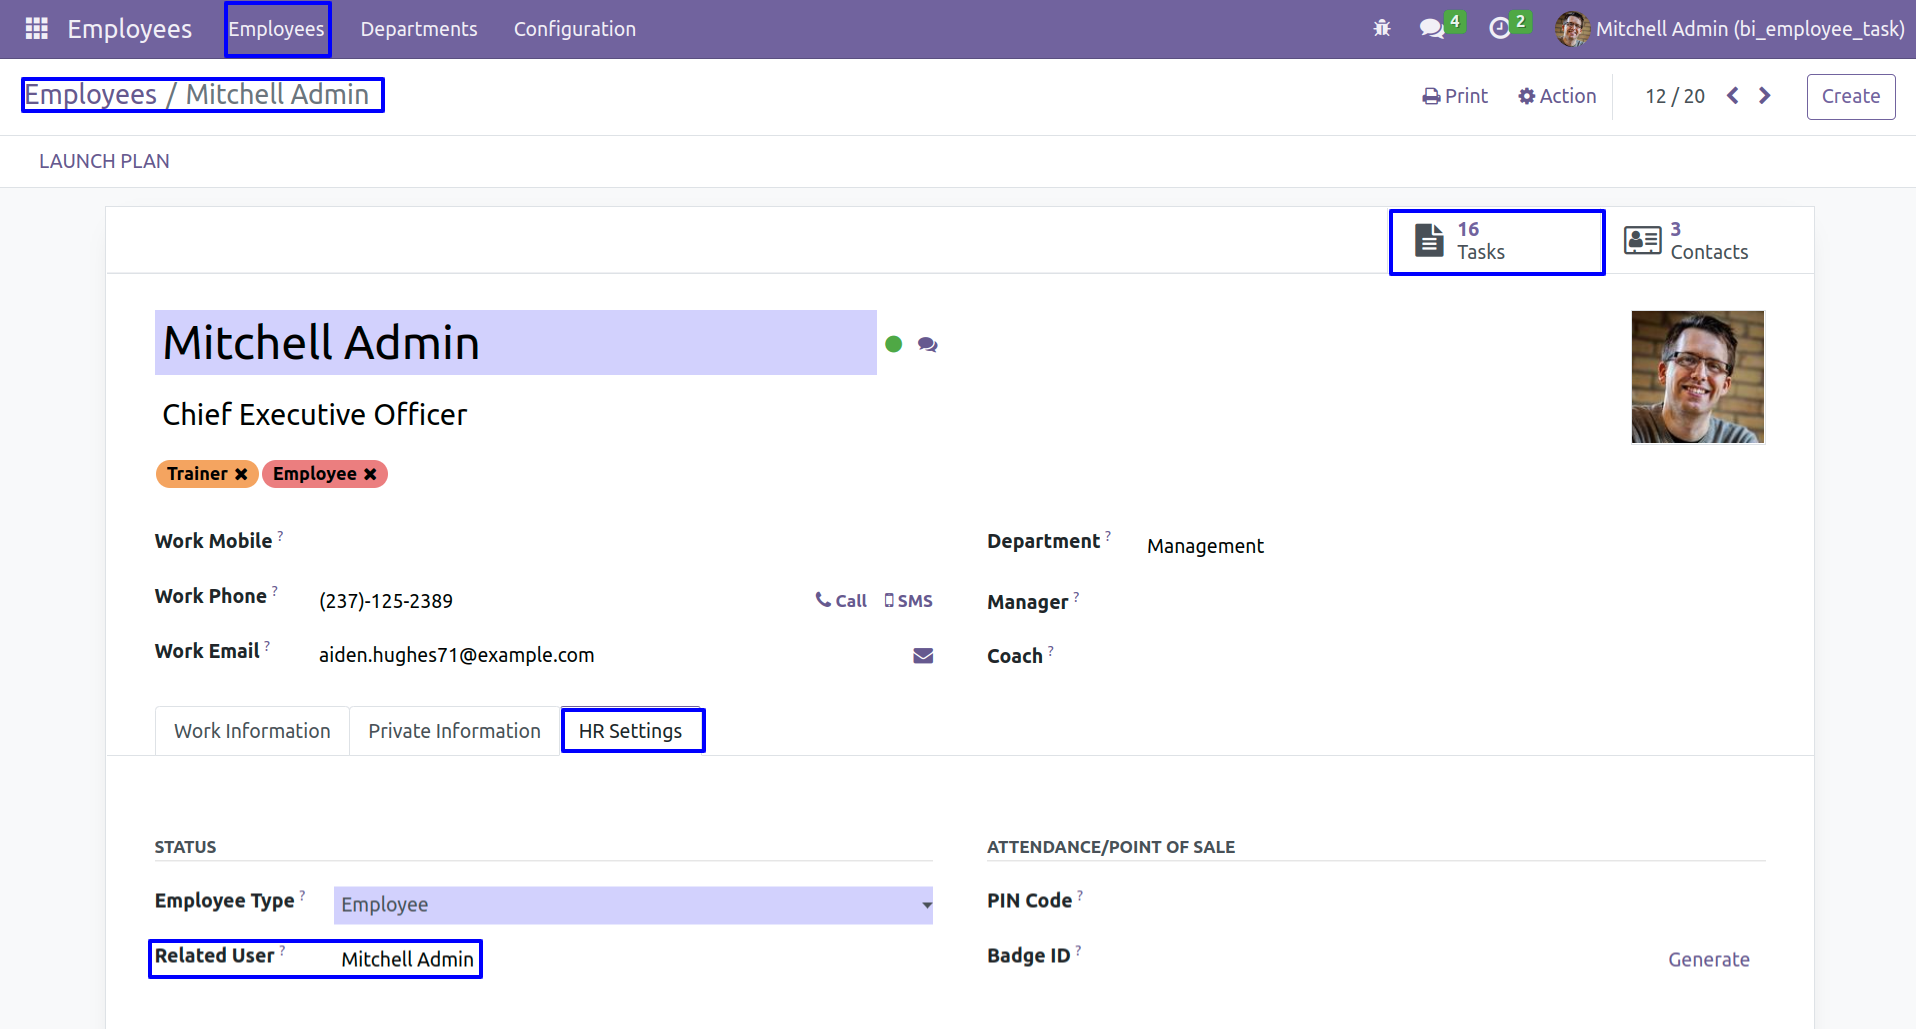 Employees Employees Departments Configuration 4 2 Mitchell Admin (bi_employee_task)
Employees / Mitchell Admin Print Action 12 / 20 Create
LAUNCH PLAN
16 Tasks
3 Contacts
Mitchell Admin
Chief Executive Officer
Trainer ✖ Employee ✖
Work Mobile ?
Department ? Management
Work Phone ? (237)-125-2389 Call SMS
Manager ?
Work Email ? aiden.hughes71@example.com
Coach ?
Work Information Private Information HR Settings
STATUS
ATTENDANCE/POINT OF SALE
Employee Type ? Employee
PIN Code ?
Related User ? Mitchell Admin
Badge ID ? Generate